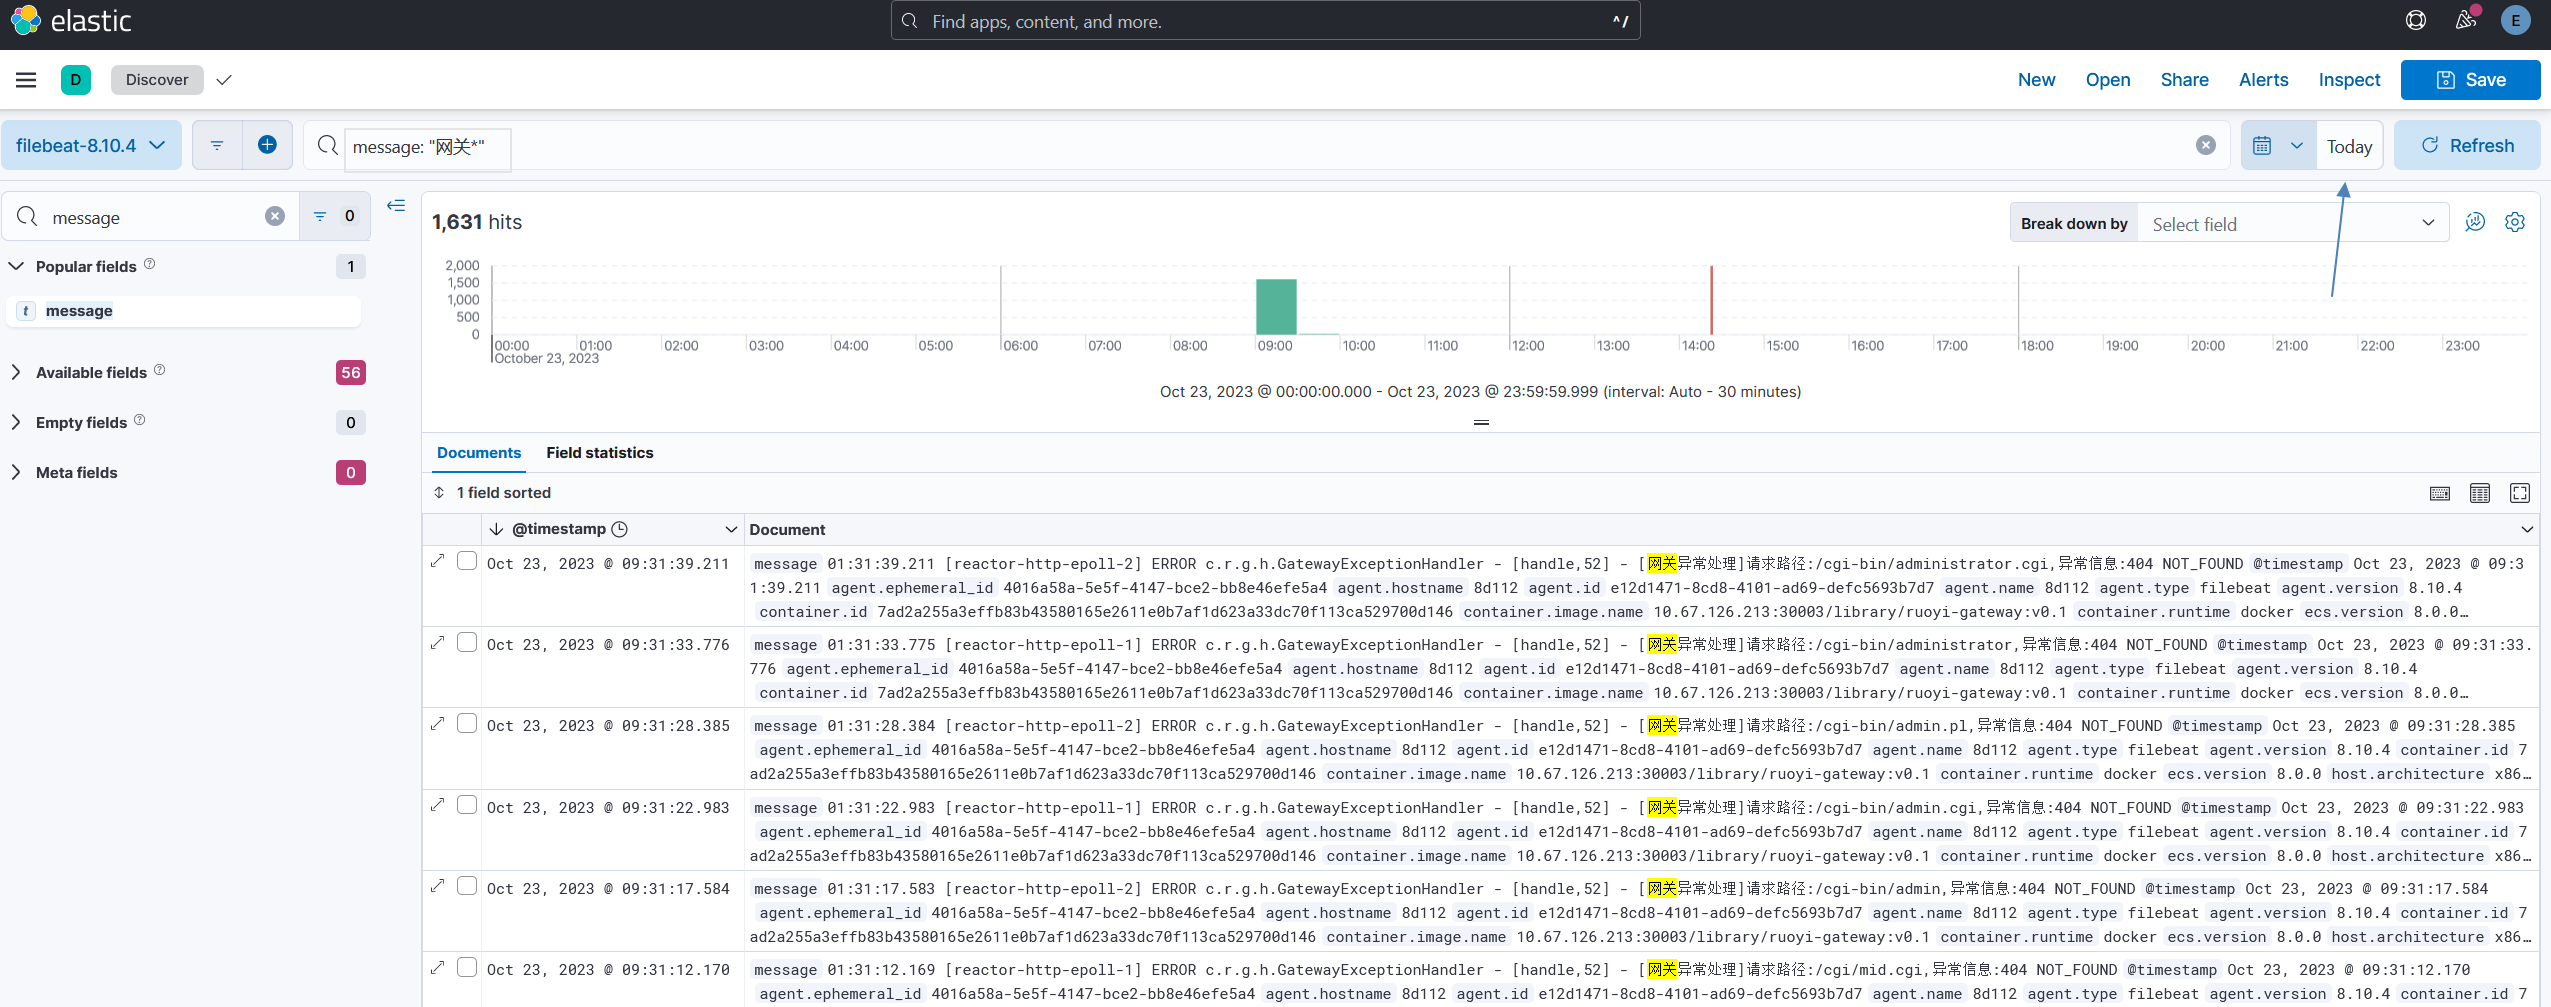 elastic
Find apps, content, and more.
^/
E
D
Discover
New
Open
Share
Alerts
Inspect
Save
filebeat-8.10.4
message: "网关*"
Today
Refresh
message
0
1,631 hits
Break down by
Select field
Popular fields
1
t message
Available fields
56
Empty fields
0
Meta fields
0
2,000
1,500
1,000
500
0
00:00 01:00 02:00 03:00 04:00 05:00 06:00 07:00 08:00 09:00 10:00 11:00 12:00 13:00 14:00 15:00 16:00 17:00 18:00 19:00 20:00 21:00 22:00 23:00
October 23, 2023
Oct 23, 2023 @ 00:00:00.000 - Oct 23, 2023 @ 23:59:59.999 (interval: Auto - 30 minutes)
Documents
Field statistics
1 field sorted
@timestamp
Document
Oct 23, 2023 @ 09:31:39.211
message 01:31:39.211 [reactor-http-epoll-2] ERROR c.r.g.h.GatewayExceptionHandler - [handle,52] - [网关异常处理]请求路径:/cgi-bin/administrator.cgi,异常信息:404 NOT_FOUND @timestamp Oct 23, 2023 @ 09:3
1:39.211 agent.ephemeral_id 4016a58a-5e5f-4147-bce2-bb8e46efe5a4 agent.hostname 8d112 agent.id e12d1471-8cd8-4101-ad69-defc5693b7d7 agent.name 8d112 agent.type filebeat agent.version 8.10.4
container.id 7ad2a255a3effb83b43580165e2611e0b7af1d623a33dc70f113ca529700d146 container.image.name 10.67.126.213:30003/library/ruoyi-gateway:v0.1 container.runtime docker ecs.version 8.0.0…
Oct 23, 2023 @ 09:31:33.776
message 01:31:33.775 [reactor-http-epoll-1] ERROR c.r.g.h.GatewayExceptionHandler - [handle,52] - [网关异常处理]请求路径:/cgi-bin/administrator,异常信息:404 NOT_FOUND @timestamp Oct 23, 2023 @ 09:31:33.
776 agent.ephemeral_id 4016a58a-5e5f-4147-bce2-bb8e46efe5a4 agent.hostname 8d112 agent.id e12d1471-8cd8-4101-ad69-defc5693b7d7 agent.name 8d112 agent.type filebeat agent.version 8.10.4
container.id 7ad2a255a3effb83b43580165e2611e0b7af1d623a33dc70f113ca529700d146 container.image.name 10.67.126.213:30003/library/ruoyi-gateway:v0.1 container.runtime docker ecs.version 8.0.0…
Oct 23, 2023 @ 09:31:28.385
message 01:31:28.384 [reactor-http-epoll-2] ERROR c.r.g.h.GatewayExceptionHandler - [handle,52] - [网关异常处理]请求路径:/cgi-bin/admin.pl,异常信息:404 NOT_FOUND @timestamp Oct 23, 2023 @ 09:31:28.385
agent.ephemeral_id 4016a58a-5e5f-4147-bce2-bb8e46efe5a4 agent.hostname 8d112 agent.id e12d1471-8cd8-4101-ad69-defc5693b7d7 agent.name 8d112 agent.type filebeat agent.version 8.10.4 container.id 7
ad2a255a3effb83b43580165e2611e0b7af1d623a33dc70f113ca529700d146 container.image.name 10.67.126.213:30003/library/ruoyi-gateway:v0.1 container.runtime docker ecs.version 8.0.0 host.architecture x86…
Oct 23, 2023 @ 09:31:22.983
message 01:31:22.983 [reactor-http-epoll-1] ERROR c.r.g.h.GatewayExceptionHandler - [handle,52] - [网关异常处理]请求路径:/cgi-bin/admin.cgi,异常信息:404 NOT_FOUND @timestamp Oct 23, 2023 @ 09:31:22.983
agent.ephemeral_id 4016a58a-5e5f-4147-bce2-bb8e46efe5a4 agent.hostname 8d112 agent.id e12d1471-8cd8-4101-ad69-defc5693b7d7 agent.name 8d112 agent.type filebeat agent.version 8.10.4 container.id 7
ad2a255a3effb83b43580165e2611e0b7af1d623a33dc70f113ca529700d146 container.image.name 10.67.126.213:30003/library/ruoyi-gateway:v0.1 container.runtime docker ecs.version 8.0.0 host.architecture x86…
Oct 23, 2023 @ 09:31:17.584
message 01:31:17.583 [reactor-http-epoll-2] ERROR c.r.g.h.GatewayExceptionHandler - [handle,52] - [网关异常处理]请求路径:/cgi-bin/admin,异常信息:404 NOT_FOUND @timestamp Oct 23, 2023 @ 09:31:17.584
agent.ephemeral_id 4016a58a-5e5f-4147-bce2-bb8e46efe5a4 agent.hostname 8d112 agent.id e12d1471-8cd8-4101-ad69-defc5693b7d7 agent.name 8d112 agent.type filebeat agent.version 8.10.4 container.id 7
ad2a255a3effb83b43580165e2611e0b7af1d623a33dc70f113ca529700d146 container.image.name 10.67.126.213:30003/library/ruoyi-gateway:v0.1 container.runtime docker ecs.version 8.0.0 host.architecture x86…
Oct 23, 2023 @ 09:31:12.170
message 01:31:12.169 [reactor-http-epoll-1] ERROR c.r.g.h.GatewayExceptionHandler - [handle,52] - [网关异常处理]请求路径:/cgi/mid.cgi,异常信息:404 NOT_FOUND @timestamp Oct 23, 2023 @ 09:31:12.170
agent.ephemeral_id 4016a58a-5e5f-4147-bce2-bb8e46efe5a4 agent.hostname 8d112 agent.id e12d1471-8cd8-4101-ad69-defc5693b7d7 agent.name 8d112 agent.type filebeat agent.version 8.10.4 container.id 7